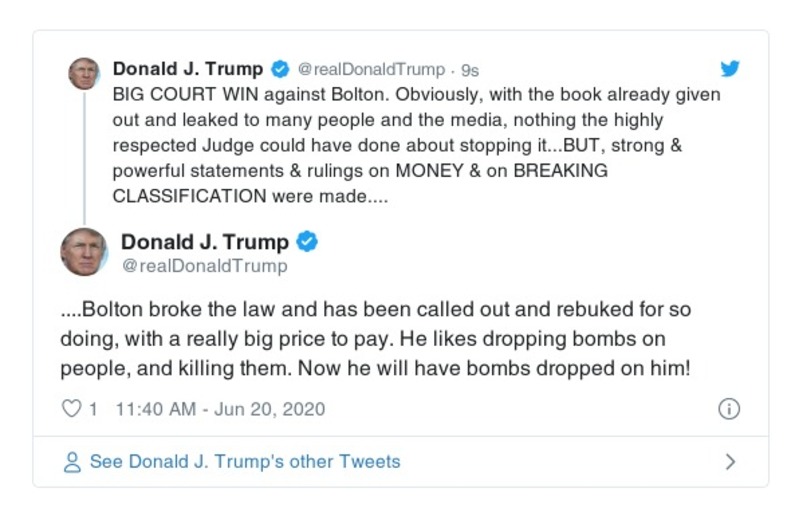 Donald J. Trump @realDonaldTrump · 9s
BIG COURT WIN against Bolton. Obviously, with the book already given
out and leaked to many people and the media, nothing the highly
respected Judge could have done about stopping it...BUT, strong &
powerful statements & rulings on MONEY & on BREAKING
CLASSIFICATION were made....
Donald J. Trump
@realDonaldTrump
....Bolton broke the law and has been called out and rebuked for so
doing, with a really big price to pay. He likes dropping bombs on
people, and killing them. Now he will have bombs dropped on him!
1 11:40 AM - Jun 20, 2020
See Donald J. Trump's other Tweets